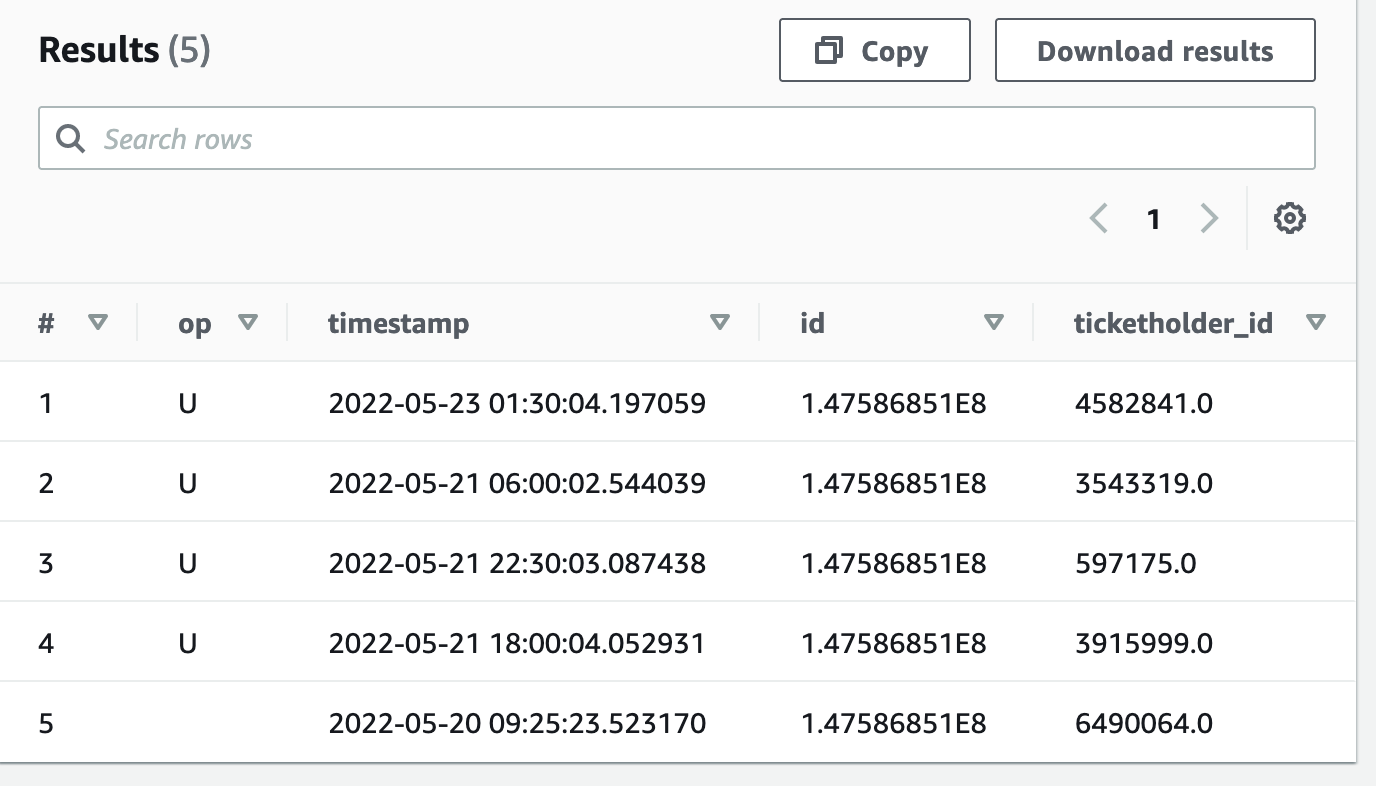 Results (5)
Copy
Download results
Search rows
1
# op timestamp id ticketholder_id
1 U 2022-05-23 01:30:04.197059 1.47586851E8 4582841.0
2 U 2022-05-21 06:00:02.544039 1.47586851E8 3543319.0
3 U 2022-05-21 22:30:03.087438 1.47586851E8 597175.0
4 U 2022-05-21 18:00:04.052931 1.47586851E8 3915999.0
5 2022-05-20 09:25:23.523170 1.47586851E8 6490064.0